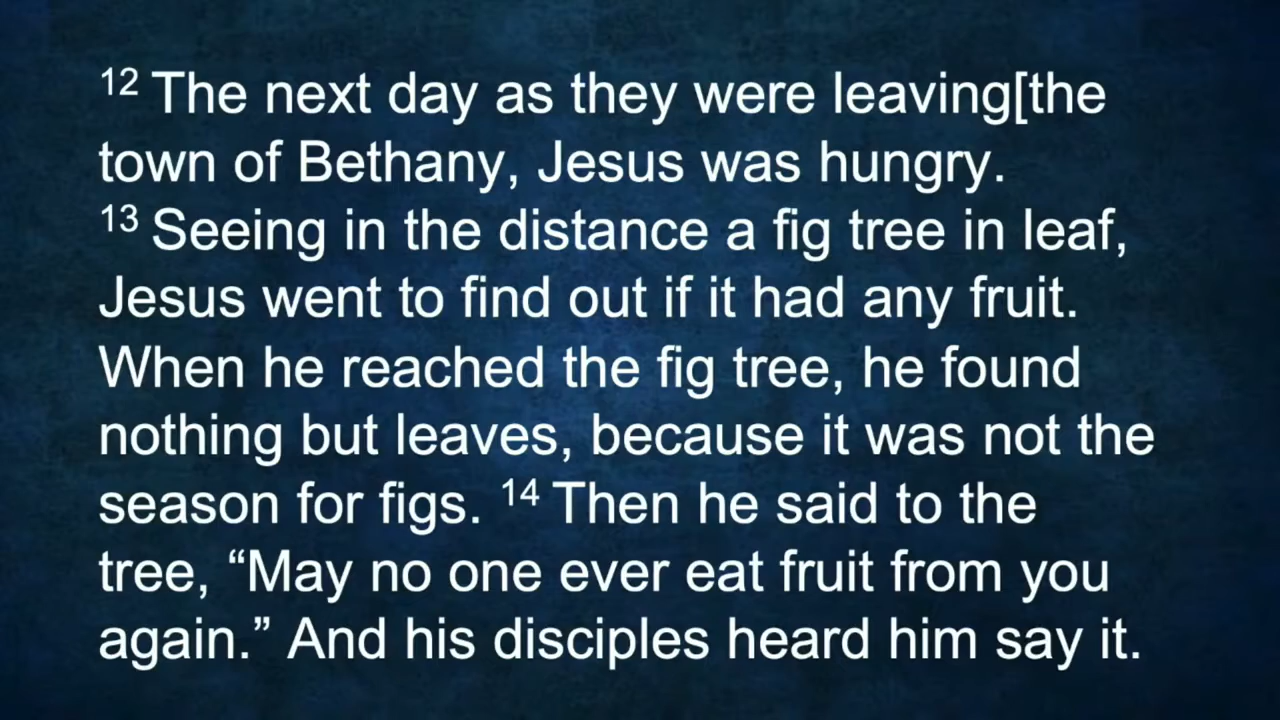 12 The next day as they were leaving[the
town of Bethany, Jesus was hungry.
13 Seeing in the distance a fig tree in leaf,
Jesus went to find out if it had any fruit.
When he reached the fig tree, he found
nothing but leaves, because it was not the
season for figs. 14 Then he said to the
tree, “May no one ever eat fruit from you
again.” And his disciples heard him say it.